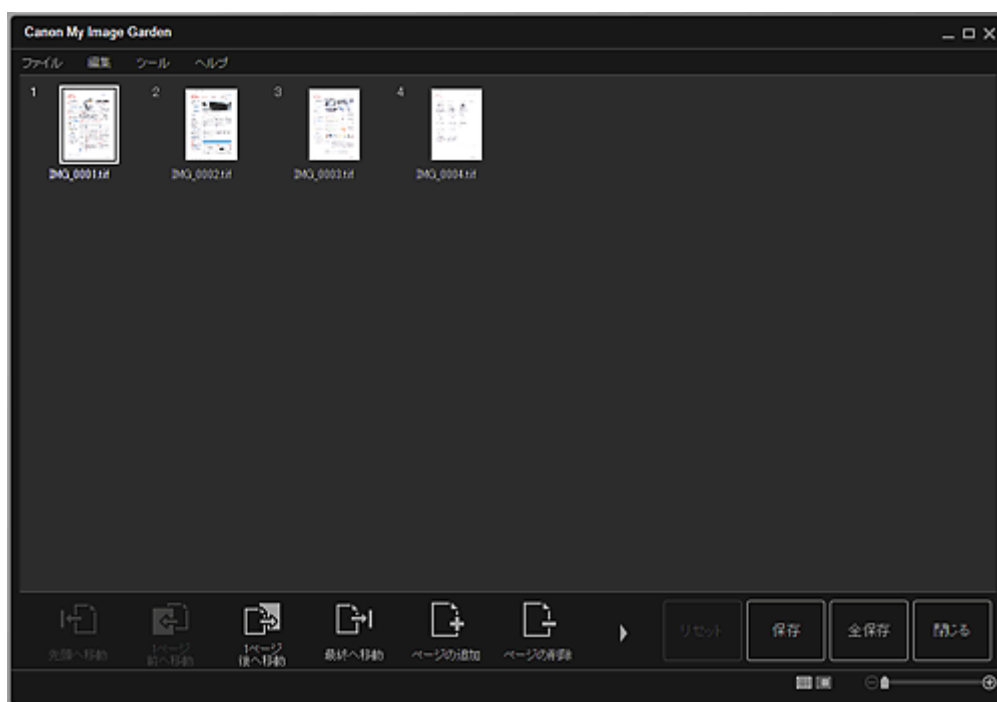 Canon My Image Garden
ファイル 編集 ツール ヘルプ
1 2 3 4
IMG_0001.tif IMG_0002.tif IMG_0003.tif IMG_0004.tif
先頭へ移動
1ページ
前へ移動
1ページ
後へ移動
最終へ移動
ページの追加
ページの削除
リセット
保存
全保存
閉じる